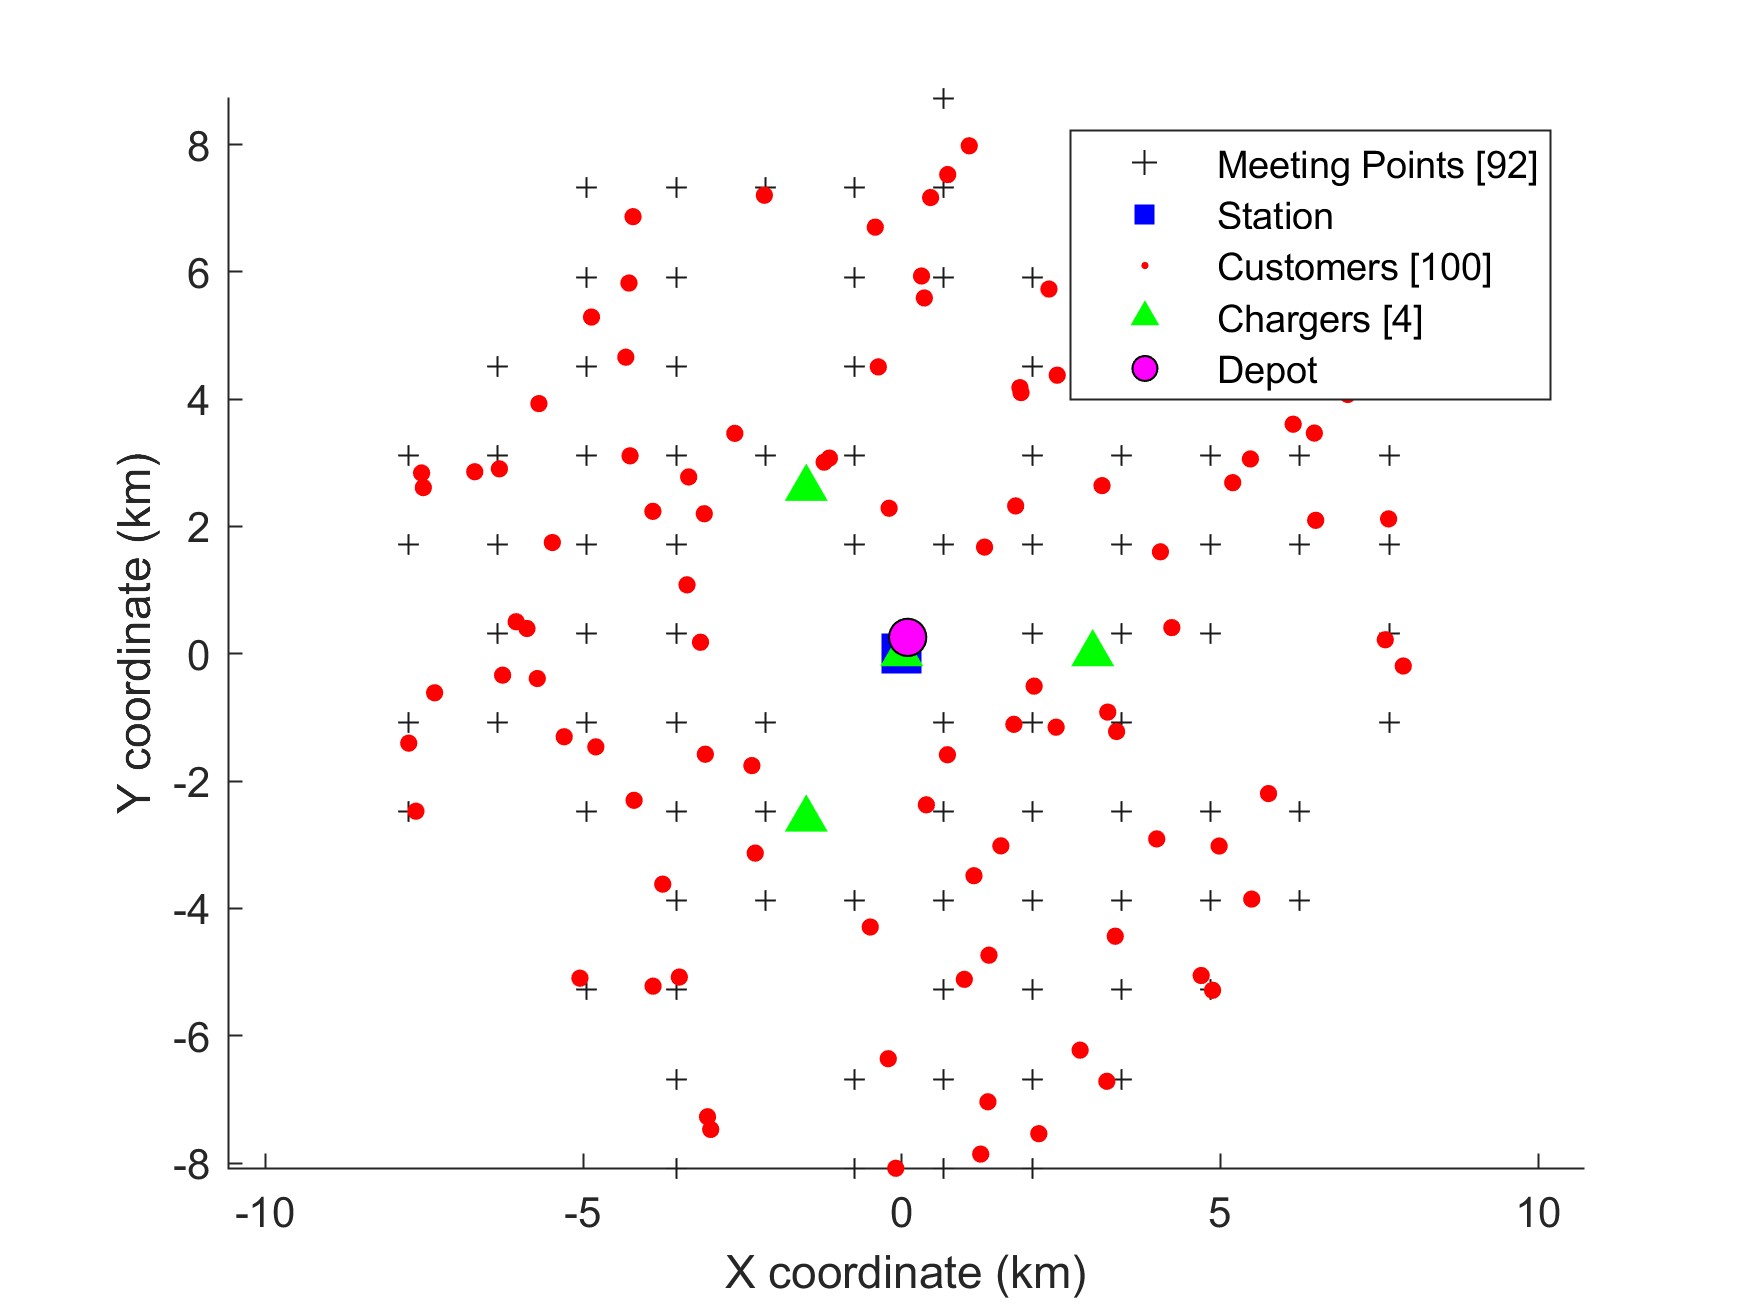 8
6
4
2
0
-2
-4
-6
-8
Y coordinate (km)
Meeting Points [92]
Station
Customers [100]
Chargers [4]
Depot
-10
-5
0
5
10
X coordinate (km)